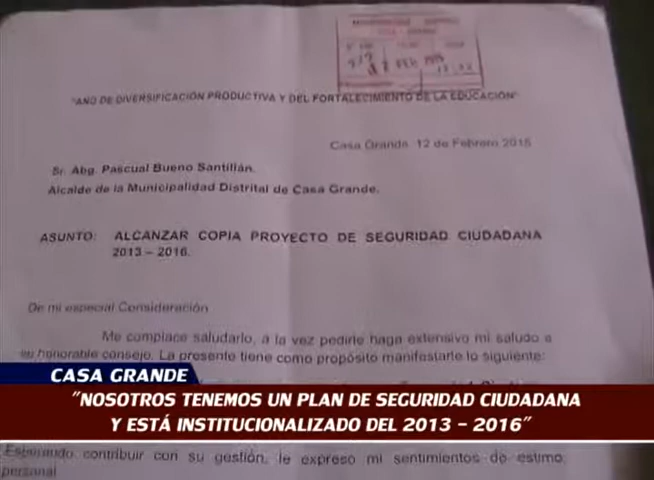 "AÑO DE DIVERSIFICACIÓN PRODUCTIVA Y DEL FORTALECIMIENTO DE LA EDUCACIÓN"
Casa Grande, 12 de Febrero 2015
Sr. Abg. Pascual Bueno Santillán.
Alcalde de la Municipalidad Distrital de Casa Grande.
ASUNTO: ALCANZAR COPIA PROYECTO DE SEGURIDAD CIUDADANA
2013 – 2016.
De mi especial Consideración
Me complace saludarlo, a la vez pedirle haga extensivo mi saludo a
su honorable consejo. La presente tiene como propósito manifestarle lo siguiente:
CASA GRANDE
"NOSOTROS TENEMOS UN PLAN DE SEGURIDAD CIUDADANA
Y ESTÁ INSTITUCIONALIZADO DEL 2013 – 2016"
Esperando contribuir con su gestión, le expreso mi sentimientos de estima
personal